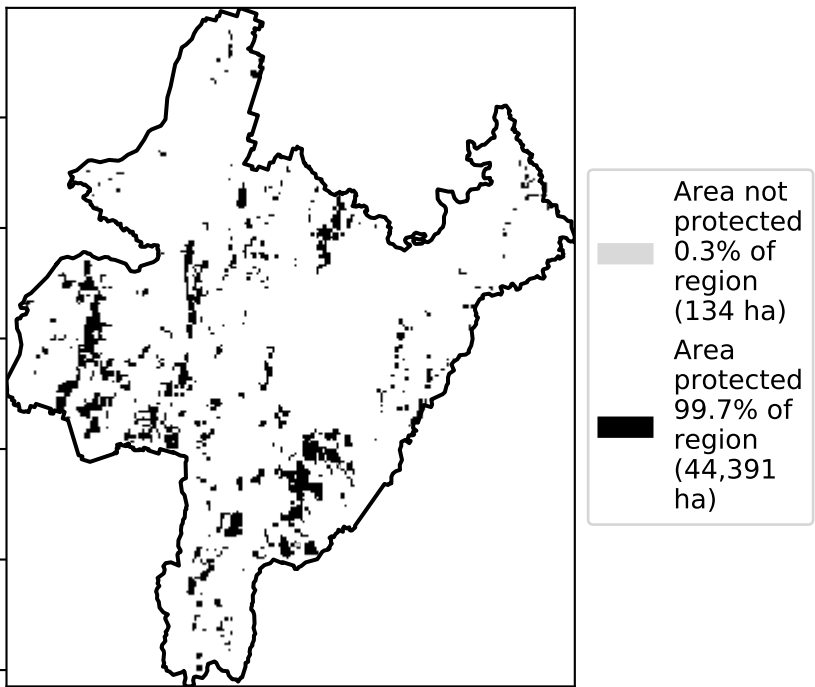 Area not
protected
0.3% of
region
(134 ha)
Area
protected
99.7% of
region
(44,391
ha)